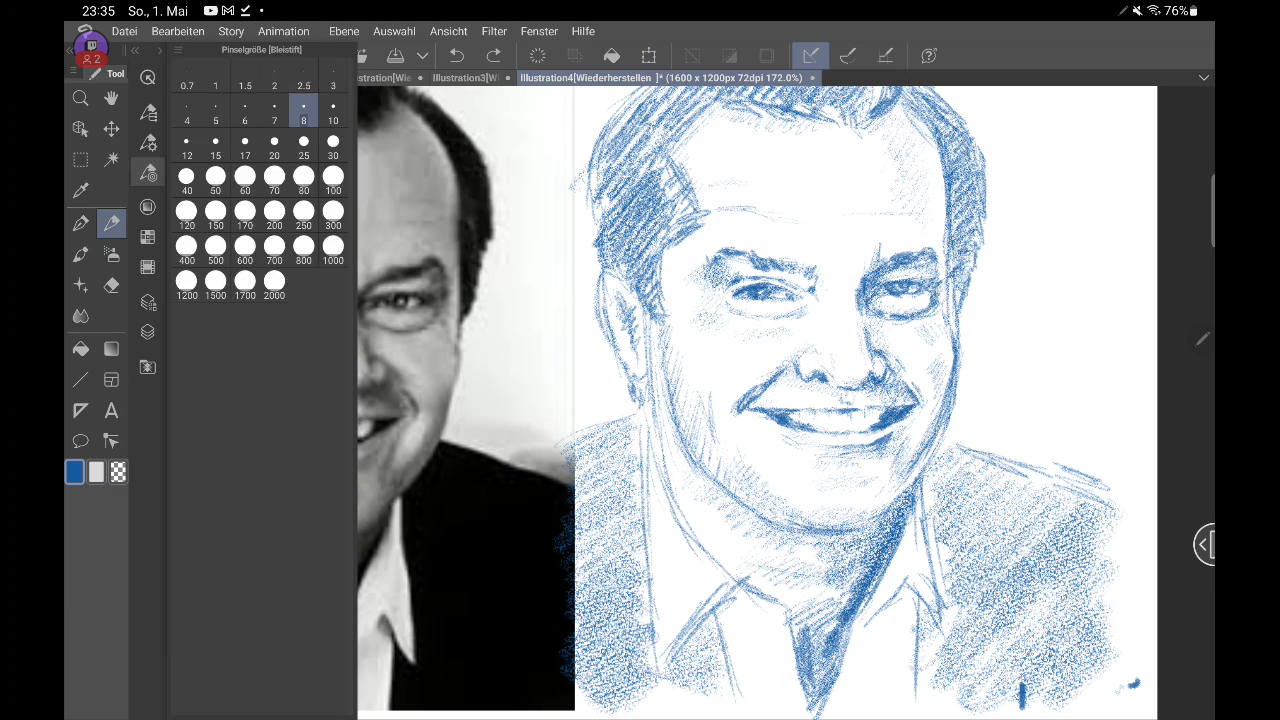 23:35 So., 1. Mai
76%
Datei Bearbeiten Story Animation Ebene Auswahl Ansicht Filter Fenster Hilfe
Pinselgröße [Bleistift]
2
Tool
Illustration3[Wi
Illustration4[Wiederherstellen ]* (1600 x 1200px 72dpi 172.0%)
0.7 1 1.5 2 2.5 3
4 5 6 7 8 10
12 15 17 20 25 30
40 50 60 70 80 100
120 150 170 200 250 300
400 500 600 700 800 1000
1200 1500 1700 2000